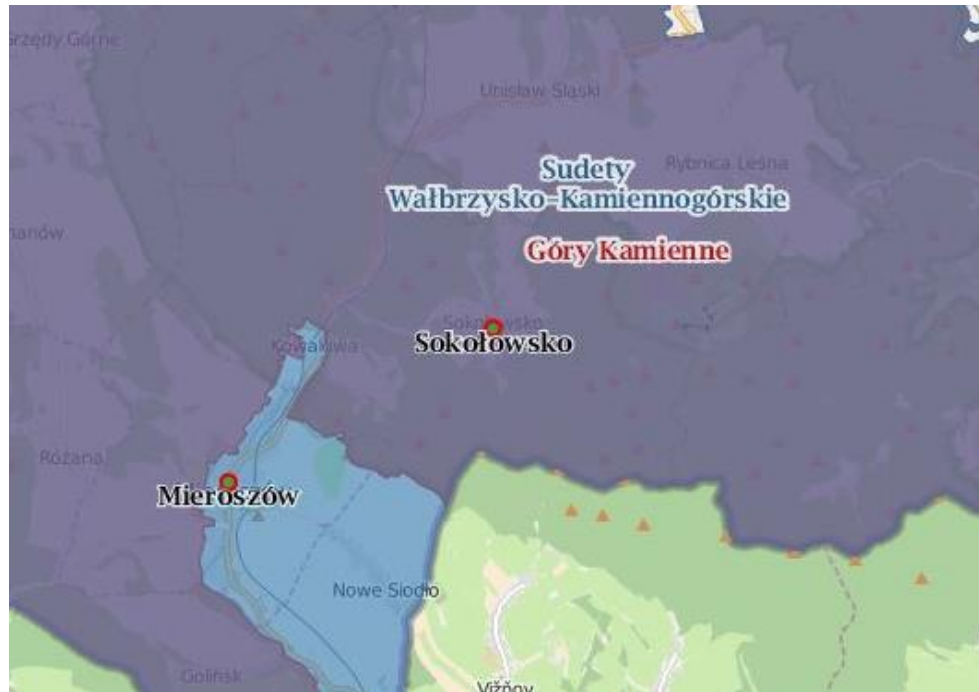 Grzędy Górne
Unisław Śląski
Sudety
Wałbrzysko-Kamiennogórskie
Rybnica Leśna
Góry Kamienne
Sokołowsko
Sokołowsko
Kowalowa
Różana
Mieroszów
Nowe Siodło
Golińsk
Vižňov